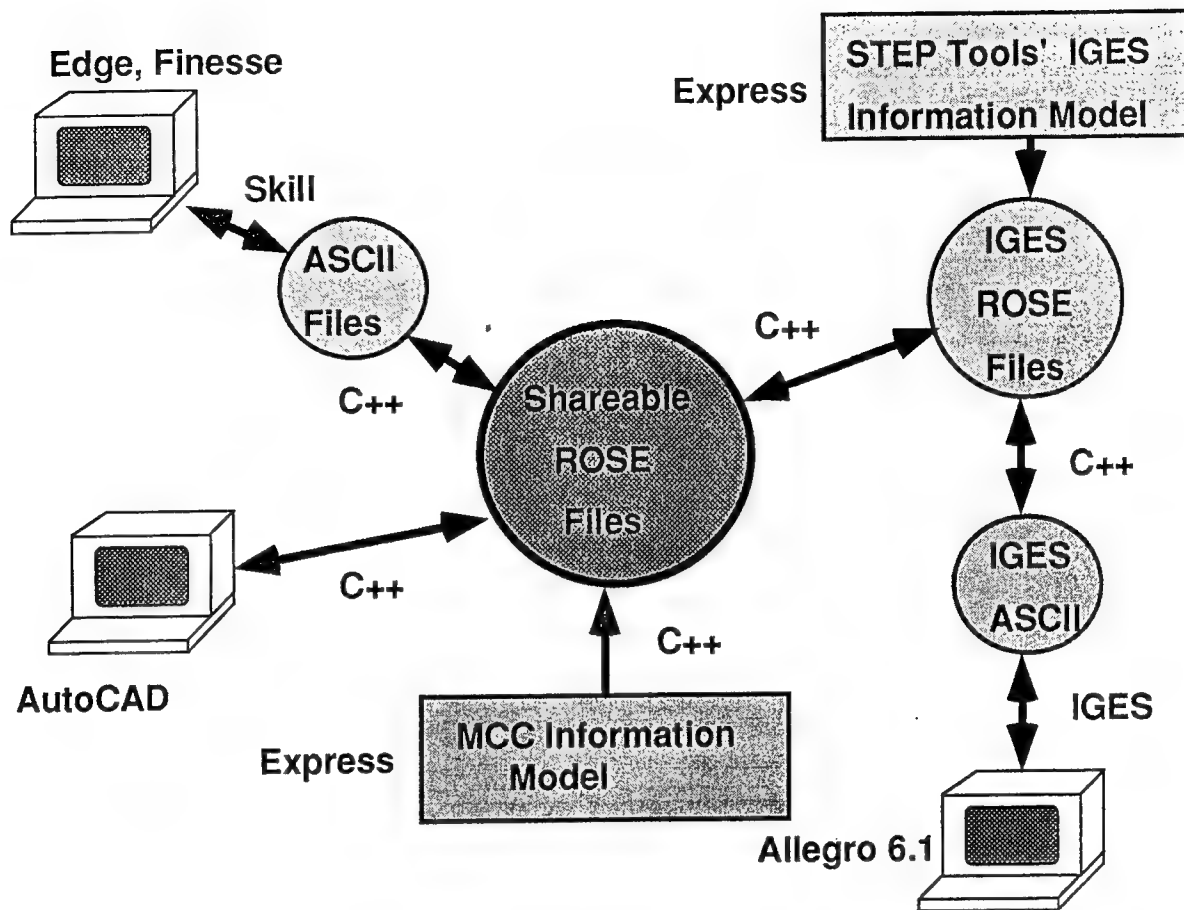 Edge, Finesse
Express
STEP Tools' IGES
Information Model
Skill
ASCII
Files
C++
IGES
ROSE
Files
C++
Shareable
ROSE
Files
C++
IGES
ASCII
C++
AutoCAD
C++
IGES
Express
MCC Information
Model
Allegro 6.1